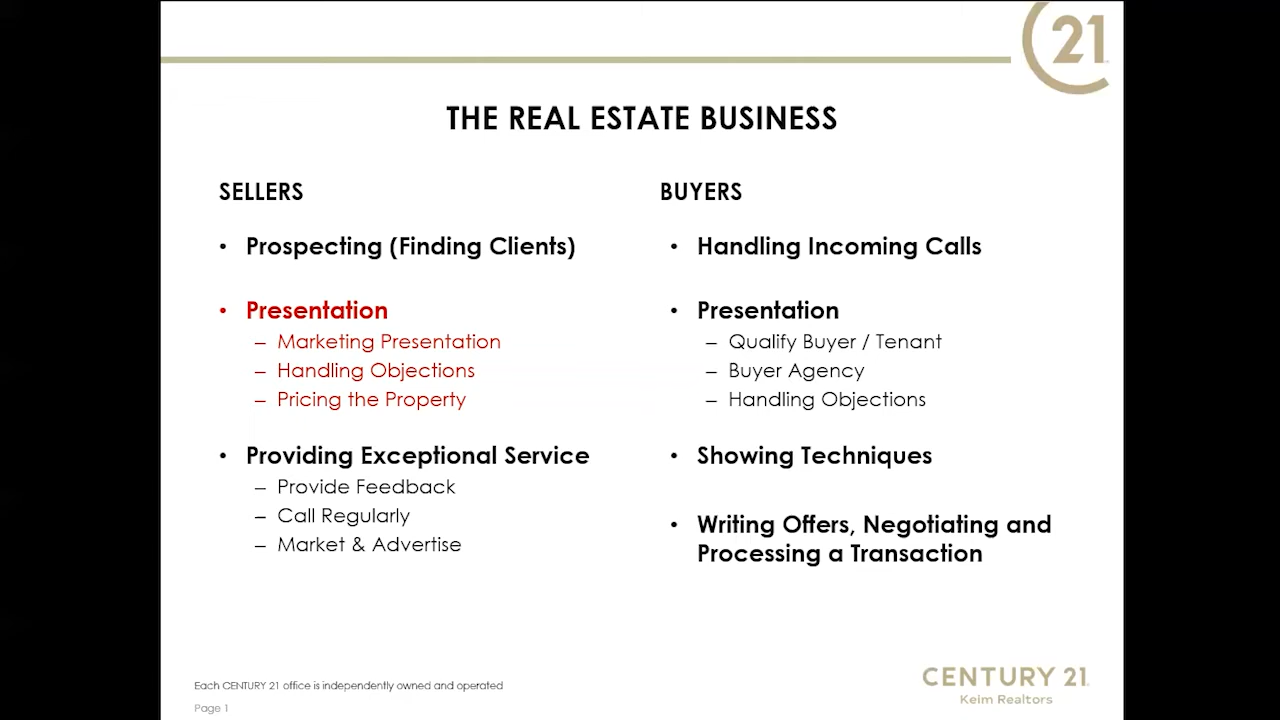 21
THE REAL ESTATE BUSINESS
SELLERS
• Prospecting (Finding Clients)
• Presentation
– Marketing Presentation
– Handling Objections
– Pricing the Property
• Providing Exceptional Service
– Provide Feedback
– Call Regularly
– Market & Advertise
BUYERS
• Handling Incoming Calls
• Presentation
– Qualify Buyer / Tenant
– Buyer Agency
– Handling Objections
• Showing Techniques
• Writing Offers, Negotiating and
Processing a Transaction
Each CENTURY 21 office is independently owned and operated
Page 1
CENTURY 21
Keim Realtors